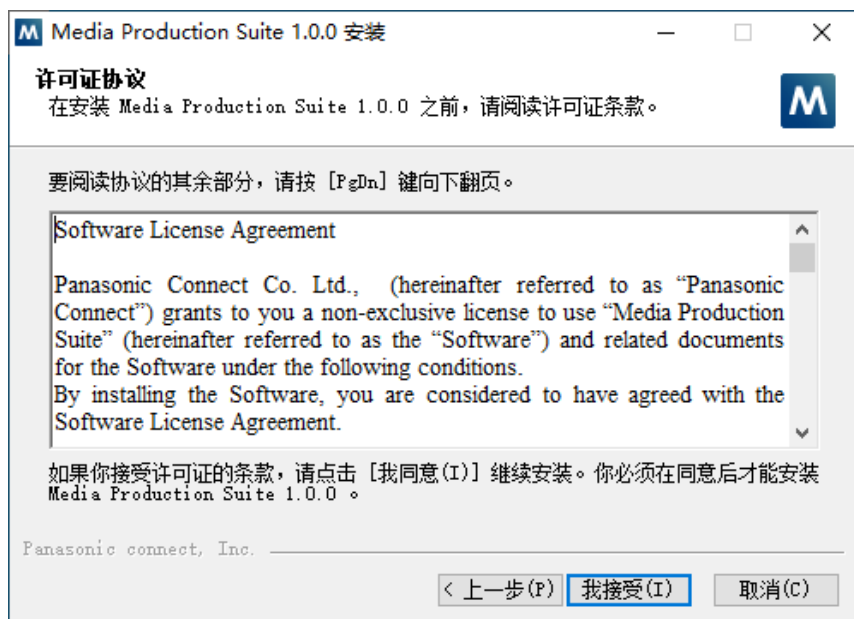 M Media Production Suite 1.0.0 安装
许可证协议
在安装 Media Production Suite 1.0.0 之前，请阅读许可证条款。
M
要阅读协议的其余部分，请按 [PgDn] 键向下翻页。
Software License Agreement
Panasonic Connect Co. Ltd.,  (hereinafter referred to as “Panasonic
Connect”) grants to you a non-exclusive license to use “Media Production
Suite” (hereinafter referred to as the “Software”) and related documents
for the Software under the following conditions.
By installing the Software, you are considered to have agreed with the
Software License Agreement.
如果你接受许可证的条款，请点击 [我同意(I)] 继续安装。你必须在同意后才能安装
Media Production Suite 1.0.0 。
Panasonic connect, Inc.
< 上一步(P) 我接受(I) 取消(C)